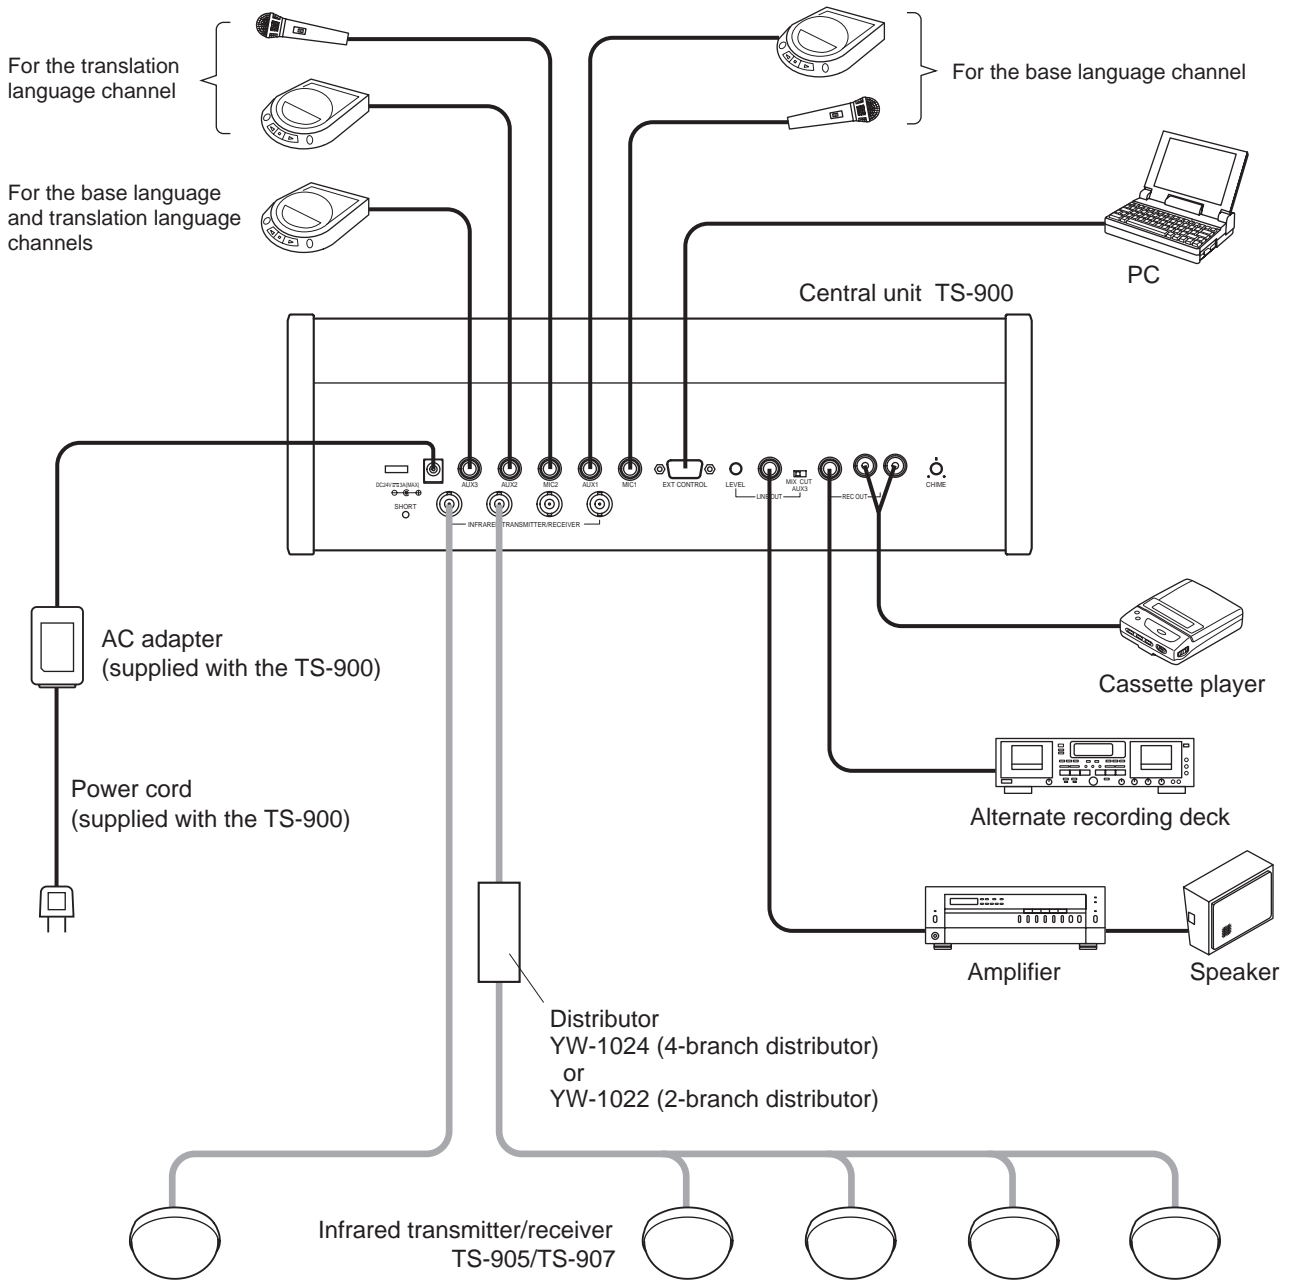 For the translation
language channel
For the base language channel
For the base language
and translation language
channels
PC
Central unit TS-900
AUX3
AUX2
MIC2
AUX1
MIC1
EXT CONTROL
LEVEL
MIX CUT
AUX3
LINE OUT
REC OUT
CHIME
DC24V 3A(MAX)
SHORT
INFRARED TRANSMITTER/RECEIVER
AC adapter
(supplied with the TS-900)
Cassette player
Power cord
(supplied with the TS-900)
Alternate recording deck
Amplifier
Speaker
Distributor
YW-1024 (4-branch distributor)
or
YW-1022 (2-branch distributor)
Infrared transmitter/receiver
TS-905/TS-907